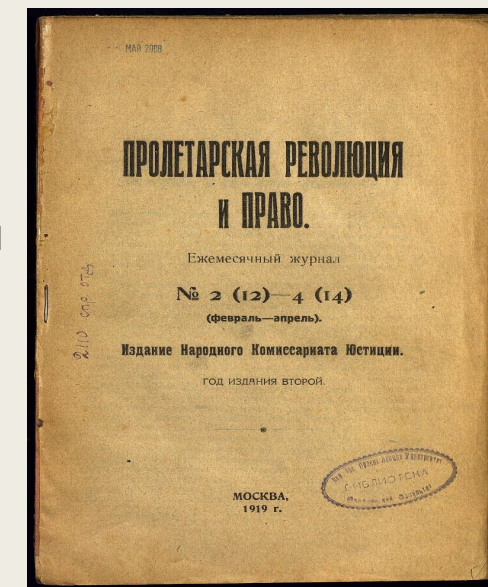 МАЙ 2008
ПРОЛЕТАРСКАЯ РЕВОЛЮЦИЯ
и ПРАВО.
Ежемесячный журнал
№ 2 (12)—4 (14)
(февраль—апрель).
Издание Народного Комиссариата Юстиции.
ГОД ИЗДАНИЯ ВТОРОЙ.
МОСКВА,
1919 г.
БИБЛИОТЕКА